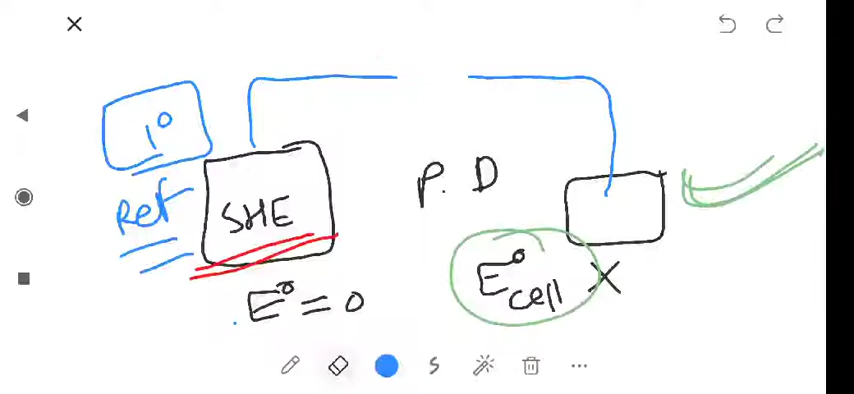 1°
Ref
SHE
P.D
E° = 0
E°cell
X
S